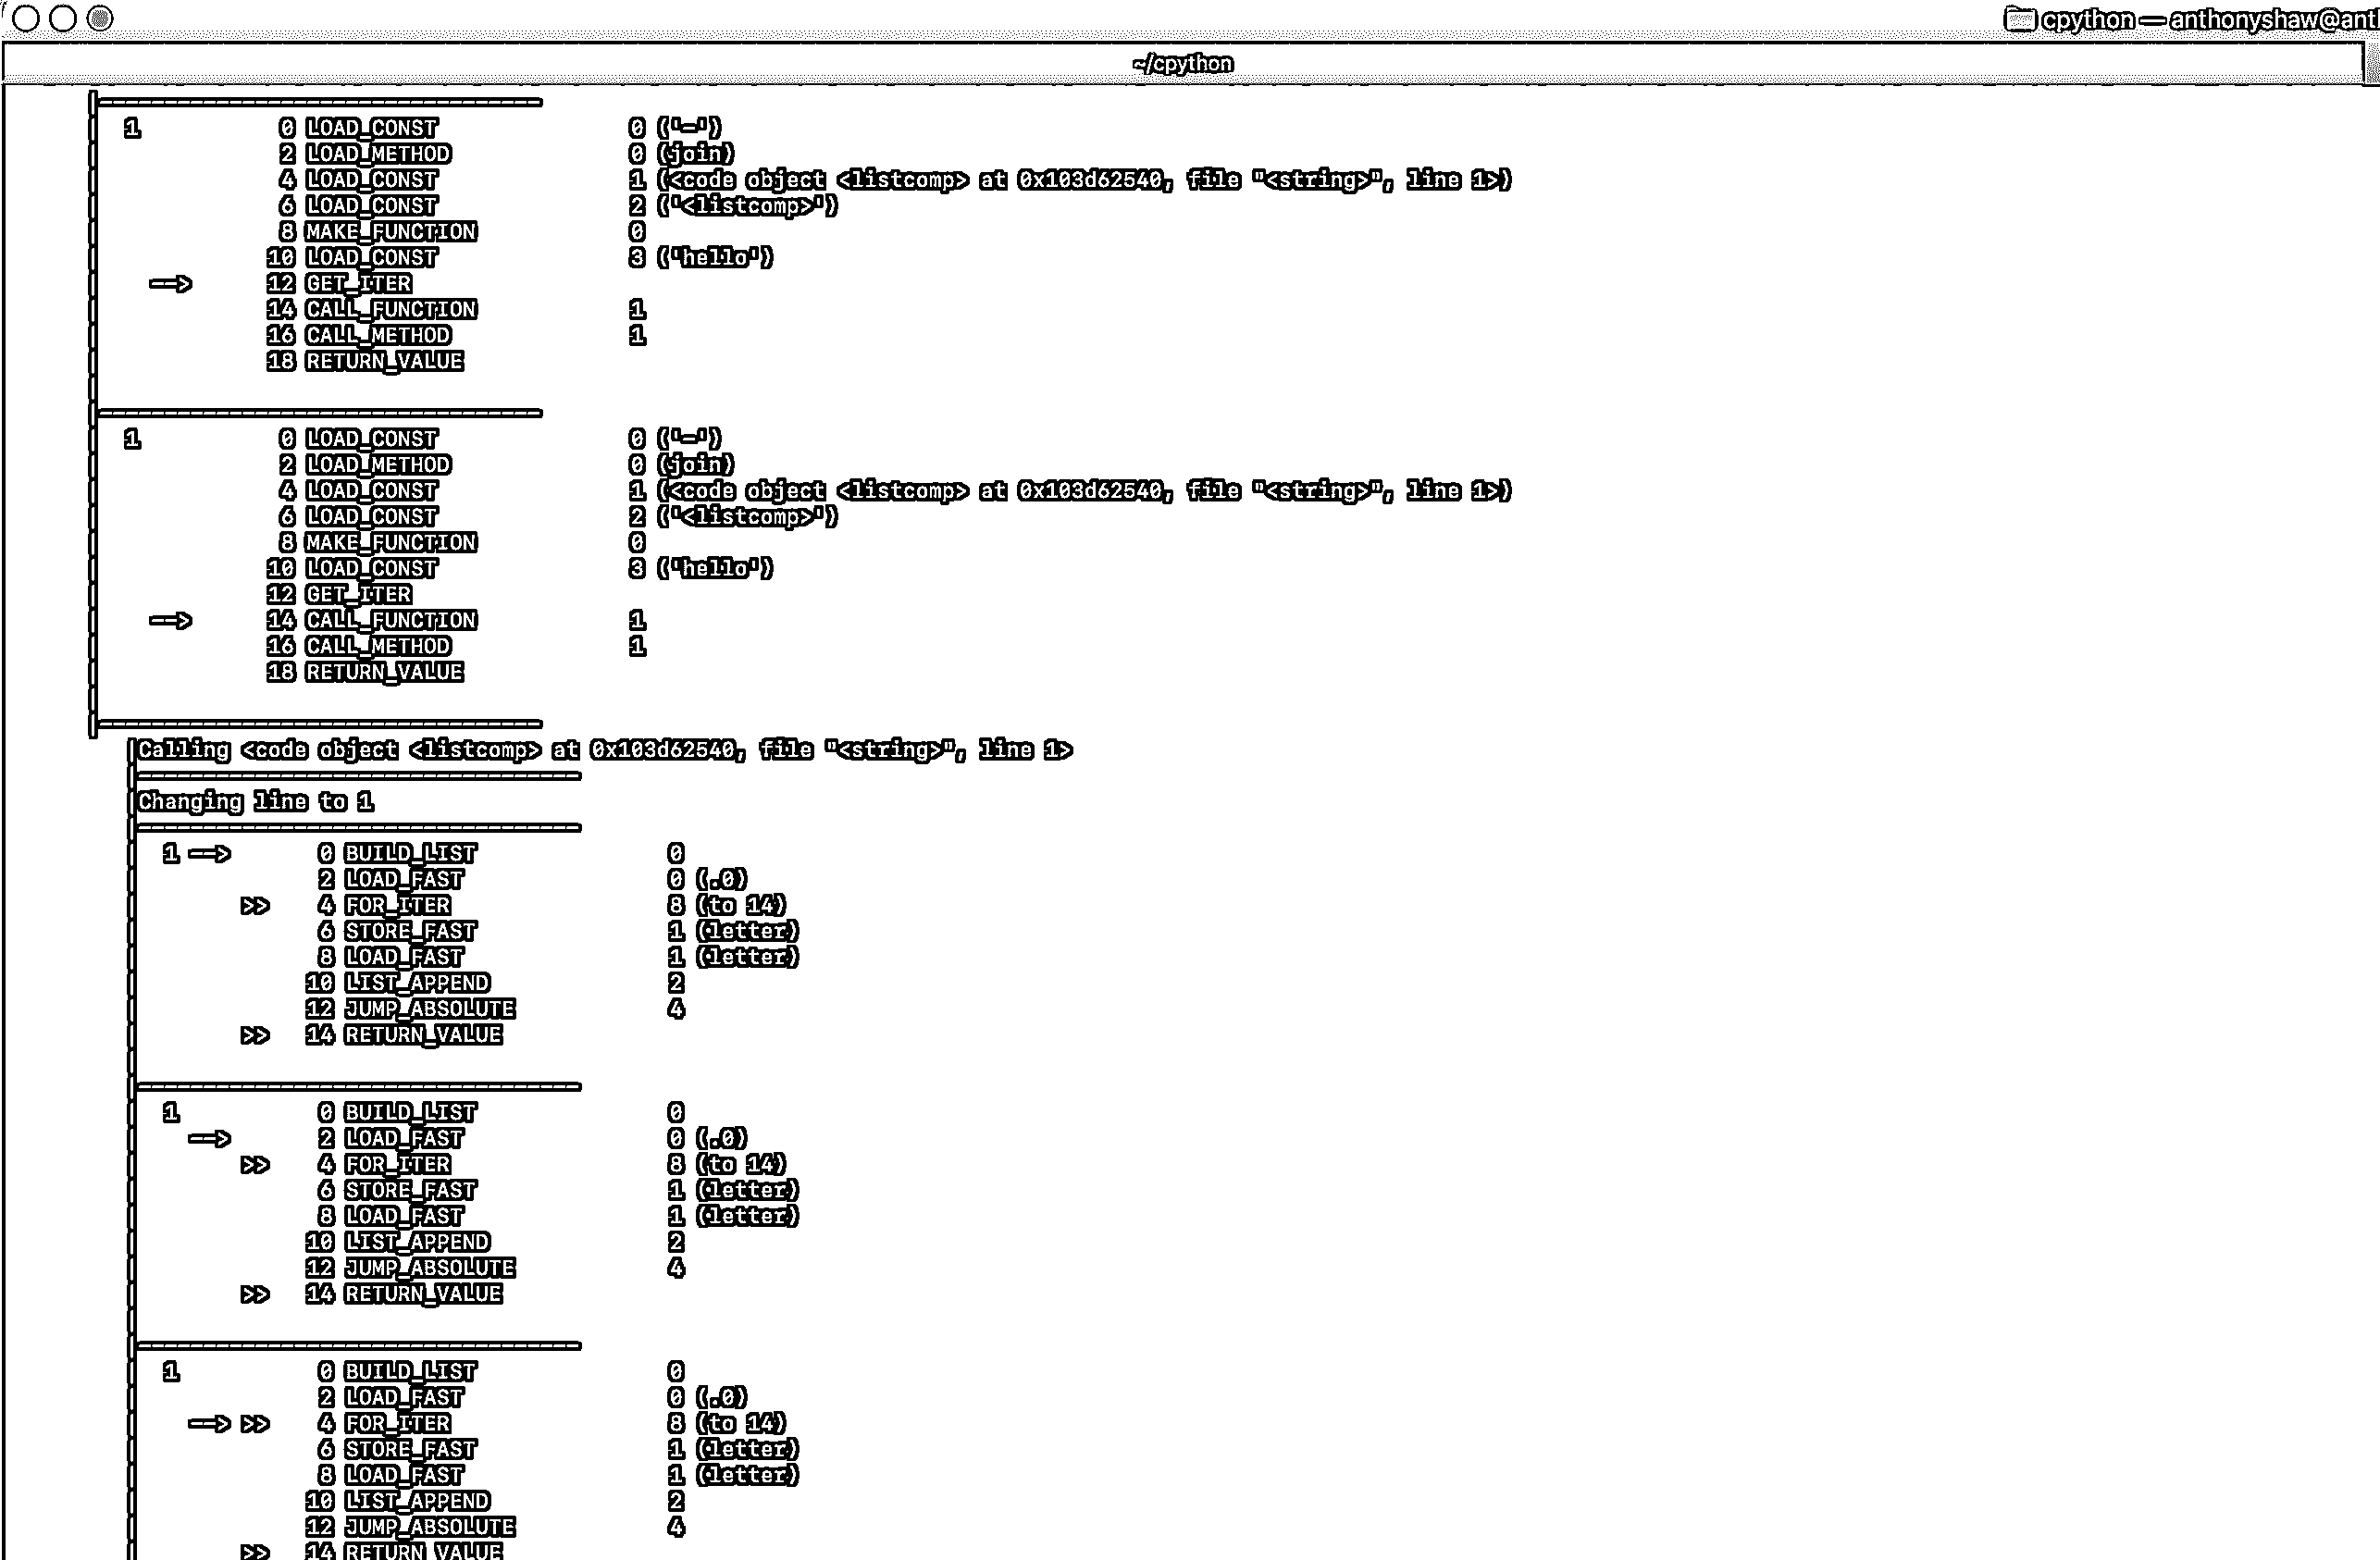 cpython — anthonyshaw@ant
~/cpython
1 0 LOAD_CONST 0 ('-')
2 LOAD_METHOD 0 (join)
4 LOAD_CONST 1 (<code object <listcomp> at 0x103d62540, file "<string>", line 1>)
6 LOAD_CONST 2 ('<listcomp>')
8 MAKE_FUNCTION 0
10 LOAD_CONST 3 ('hello')
--> 12 GET_ITER
14 CALL_FUNCTION 1
16 CALL_METHOD 1
18 RETURN_VALUE
1 0 LOAD_CONST 0 ('-')
2 LOAD_METHOD 0 (join)
4 LOAD_CONST 1 (<code object <listcomp> at 0x103d62540, file "<string>", line 1>)
6 LOAD_CONST 2 ('<listcomp>')
8 MAKE_FUNCTION 0
10 LOAD_CONST 3 ('hello')
12 GET_ITER
--> 14 CALL_FUNCTION 1
16 CALL_METHOD 1
18 RETURN_VALUE
Calling <code object <listcomp> at 0x103d62540, file "<string>", line 1>
Changing line to 1
1 --> 0 BUILD_LIST 0
2 LOAD_FAST 0 (.0)
>> 4 FOR_ITER 8 (to 14)
6 STORE_FAST 1 (letter)
8 LOAD_FAST 1 (letter)
10 LIST_APPEND 2
12 JUMP_ABSOLUTE 4
>> 14 RETURN_VALUE
1 0 BUILD_LIST 0
--> 2 LOAD_FAST 0 (.0)
>> 4 FOR_ITER 8 (to 14)
6 STORE_FAST 1 (letter)
8 LOAD_FAST 1 (letter)
10 LIST_APPEND 2
12 JUMP_ABSOLUTE 4
>> 14 RETURN_VALUE
1 0 BUILD_LIST 0
2 LOAD_FAST 0 (.0)
--> >> 4 FOR_ITER 8 (to 14)
6 STORE_FAST 1 (letter)
8 LOAD_FAST 1 (letter)
10 LIST_APPEND 2
12 JUMP_ABSOLUTE 4
>> 14 RETURN_VALUE